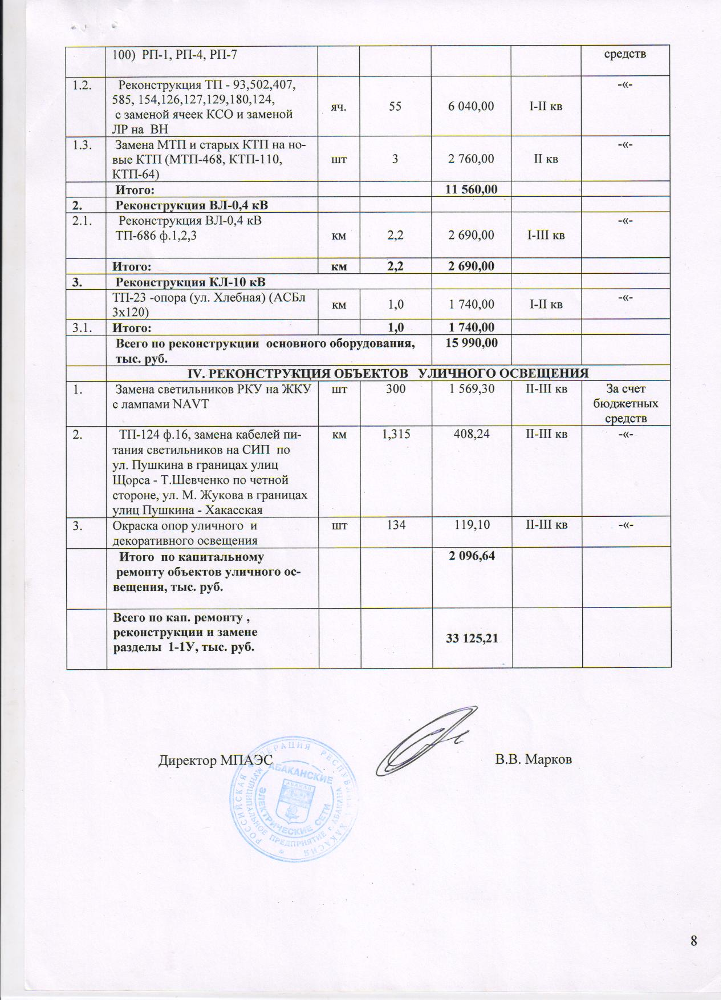 100) РП-1, РП-4, РП-7 средств
1.2. Реконструкция ТП - 93,502,407, -«-
585, 154,126,127,129,180,124, яч. 55 6 040,00 I-II кв
с заменой ячеек КСО и заменой
ЛР на ВН
1.3. Замена МТП и старых КТП на но- -«-
вые КТП (МТП-468, КТП-110, шт 3 2 760,00 II кв
КТП-64)
Итого: 11 560,00
2. Реконструкция ВЛ-0,4 кВ
2.1. Реконструкция ВЛ-0,4 кВ -«-
ТП-686 ф.1,2,3 км 2,2 2 690,00 I-III кв
Итого: км 2,2 2 690,00
3. Реконструкция КЛ-10 кВ
ТП-23 -опора (ул. Хлебная) (АСБл км 1,0 1 740,00 I-II кв -«-
3х120)
3.1. Итого: 1,0 1 740,00
Всего по реконструкции основного оборудования, 15 990,00
тыс. руб.
IV. РЕКОНСТРУКЦИЯ ОБЪЕКТОВ УЛИЧНОГО ОСВЕЩЕНИЯ
1. Замена светильников РКУ на ЖКУ шт 300 1 569,30 II-III кв За счет
с лампами NAVT бюджетных
средств
2. ТП-124 ф.16, замена кабелей пи- км 1,315 408,24 II-III кв -«-
тания светильников на СИП по
ул. Пушкина в границах улиц
Щорса - Т.Шевченко по четной
стороне, ул. М. Жукова в границах
улиц Пушкина - Хакасская
3. Окраска опор уличного и шт 134 119,10 II-III кв -«-
декоративного освещения
Итого по капитальному 2 096,64
ремонту объектов уличного ос-
вещения, тыс. руб.
Всего по кап. ремонту ,
реконструкции и замене 33 125,21
разделы 1-1У, тыс. руб.
Директор МПАЭС В.В. Марков
РОССИЙСКАЯ ФЕДЕРАЦИЯ РЕСПУБЛИКА ХАКАСИЯ
МУНИЦИПАЛЬНОЕ ПРЕДПРИЯТИЕ г. АБАКАНА
АБАКАНСКИЕ
ЭЛЕКТРИЧЕСКИЕ СЕТИ
АБАКАН
8